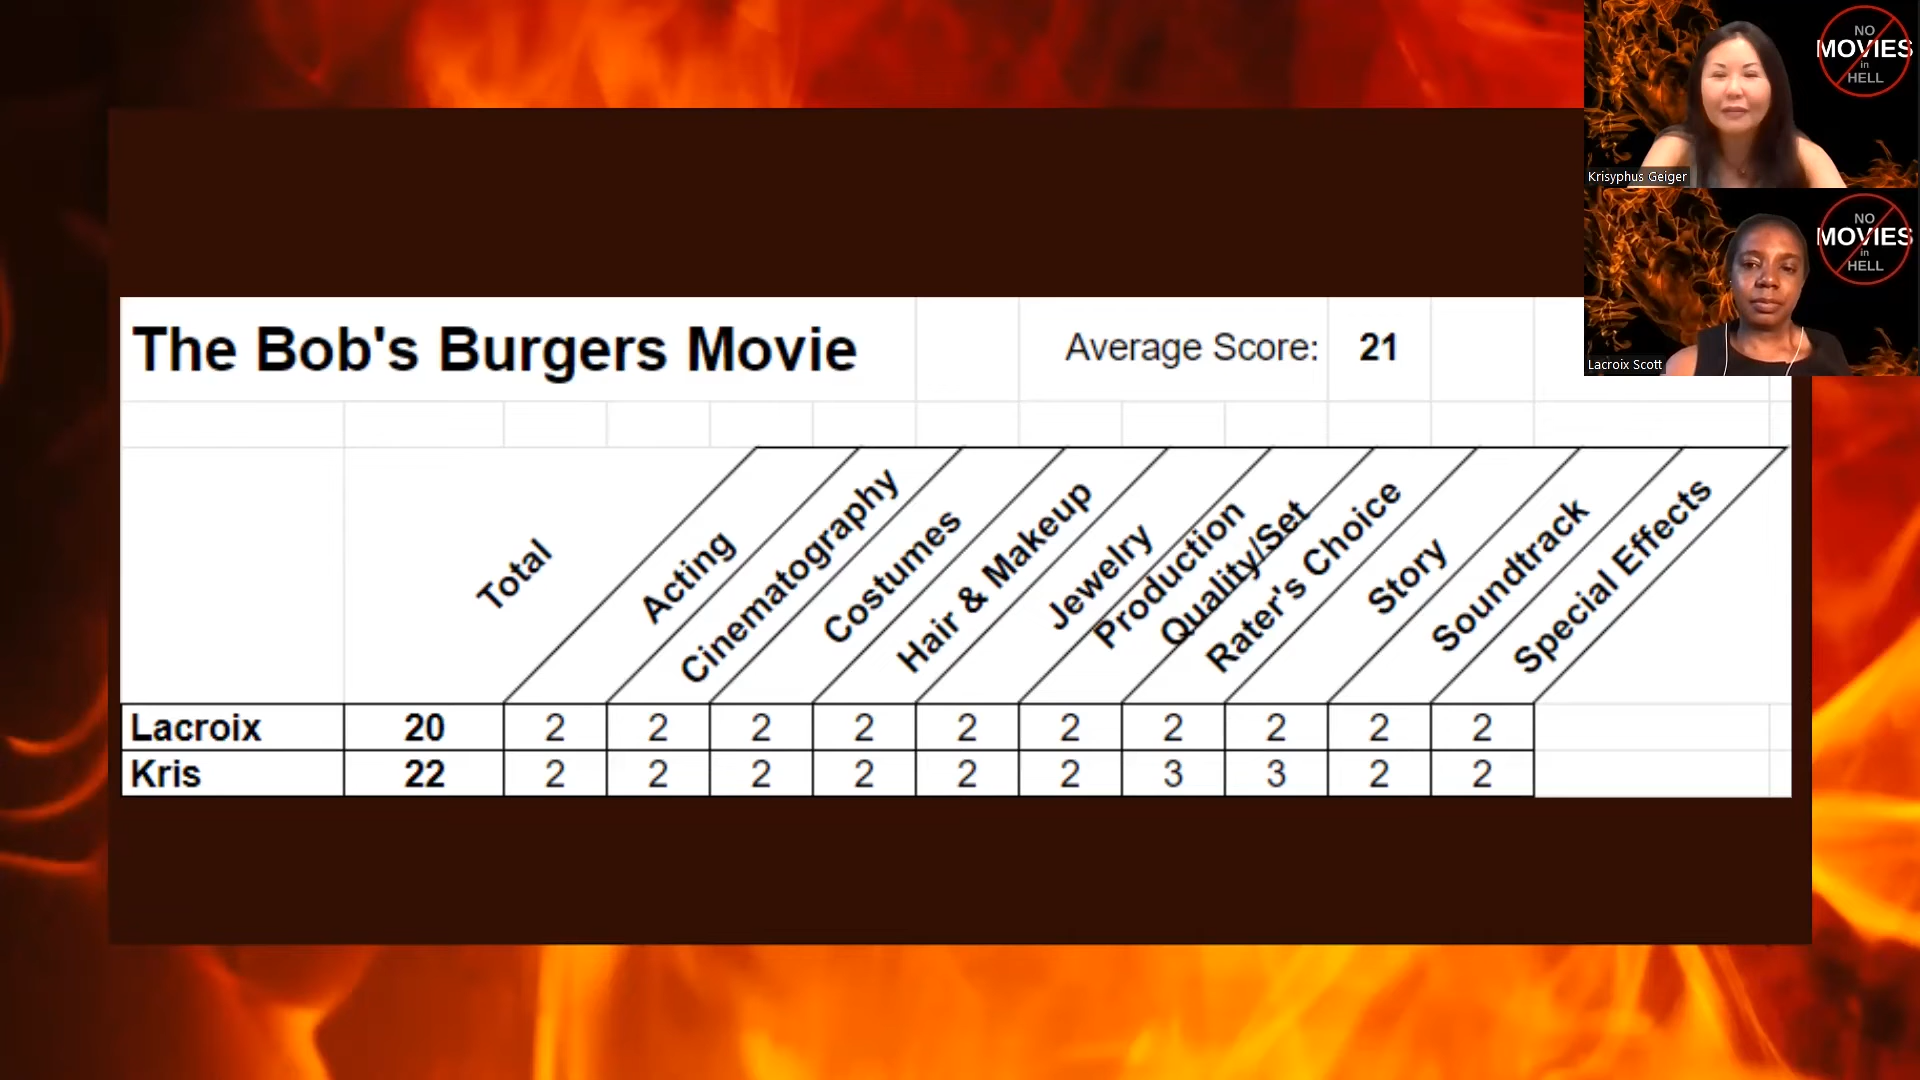 The Bob's Burgers Movie
Average Score: 21
Total
Acting
Cinematography
Costumes
Hair & Makeup
Jewelry
Production
Quality/Set
Rater's Choice
Story
Soundtrack
Special Effects
Lacroix 20 2 2 2 2 2 2 2 2 2 2
Kris 22 2 2 2 2 2 2 3 3 2 2
NO
MOVIES
in
HELL
Krisyphus Geiger
NO
MOVIES
in
HELL
Lacroix Scott